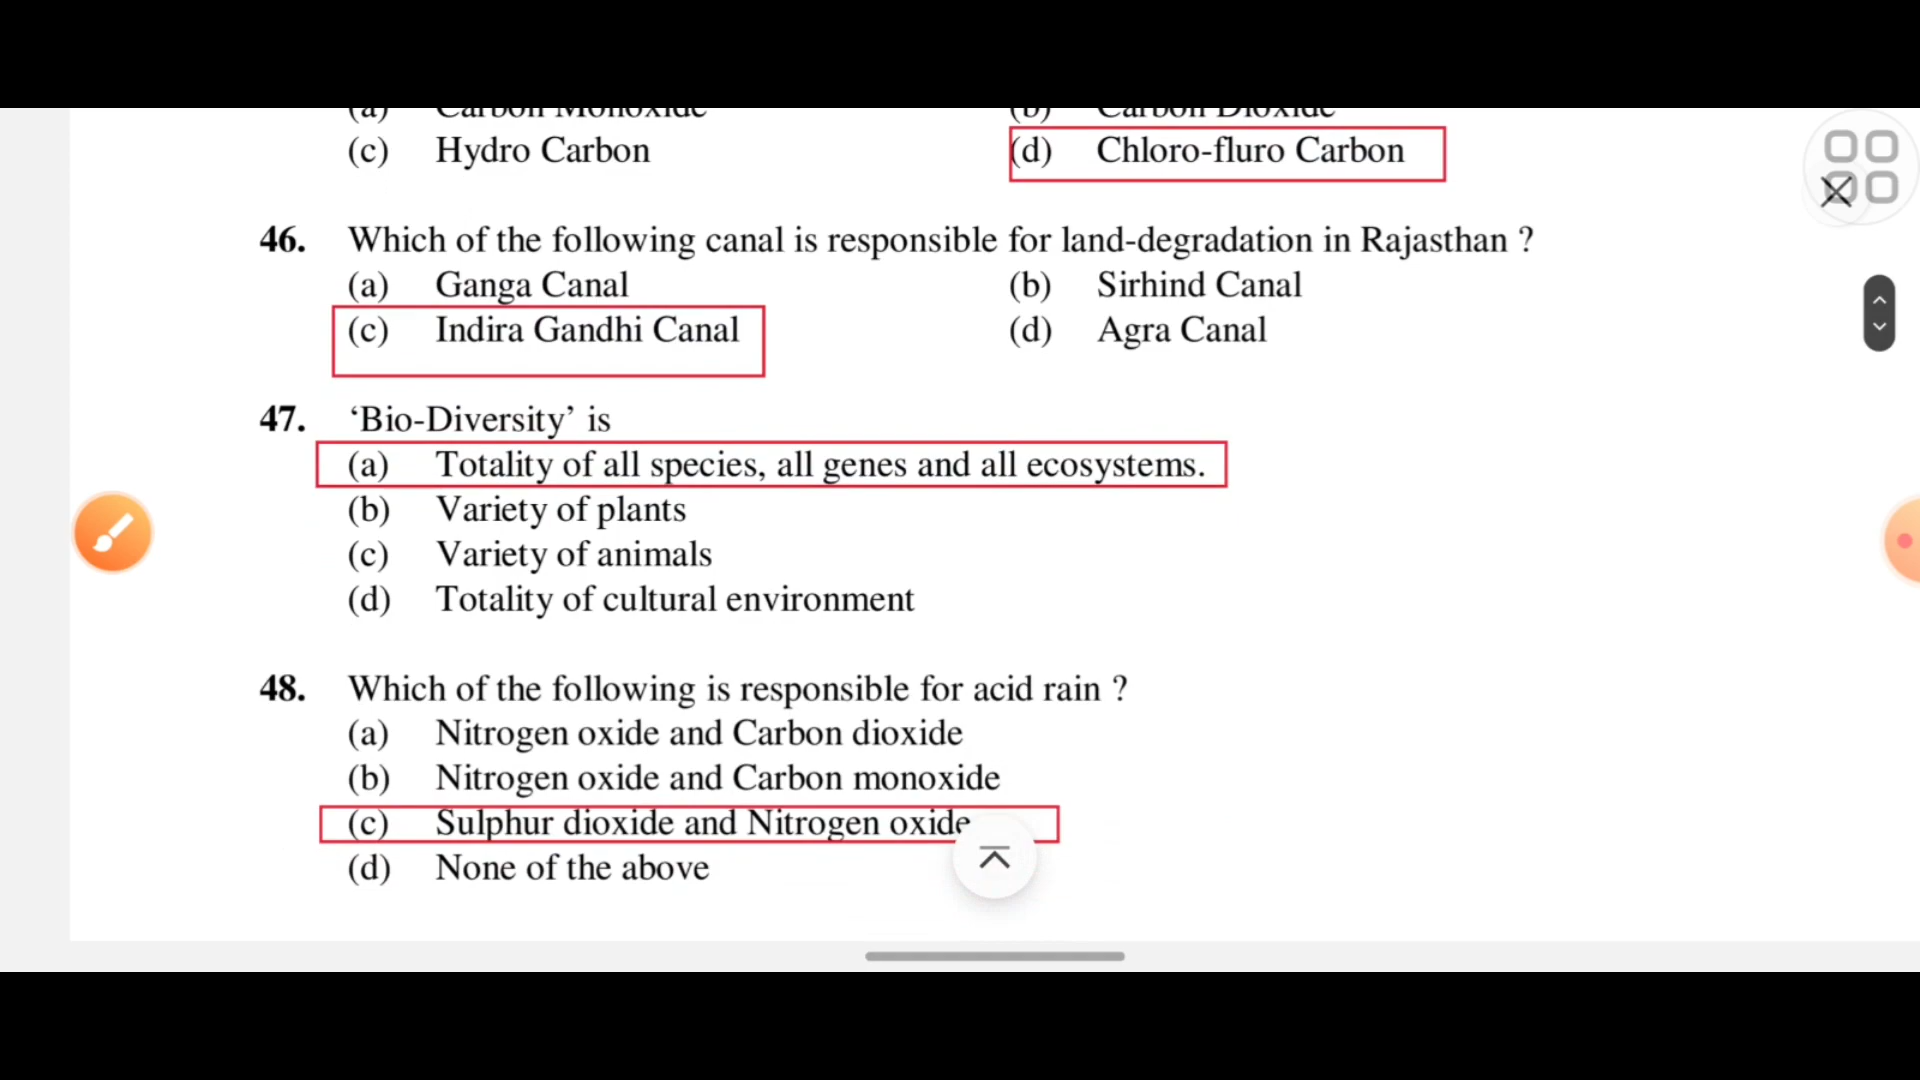 (a) Carbon Monoxide (b) Carbon Dioxide
(c) Hydro Carbon (d) Chloro-fluro Carbon
46. Which of the following canal is responsible for land-degradation in Rajasthan ?
(a) Ganga Canal (b) Sirhind Canal
(c) Indira Gandhi Canal (d) Agra Canal
47. ‘Bio-Diversity’ is
(a) Totality of all species, all genes and all ecosystems.
(b) Variety of plants
(c) Variety of animals
(d) Totality of cultural environment
48. Which of the following is responsible for acid rain ?
(a) Nitrogen oxide and Carbon dioxide
(b) Nitrogen oxide and Carbon monoxide
(c) Sulphur dioxide and Nitrogen oxide
(d) None of the above